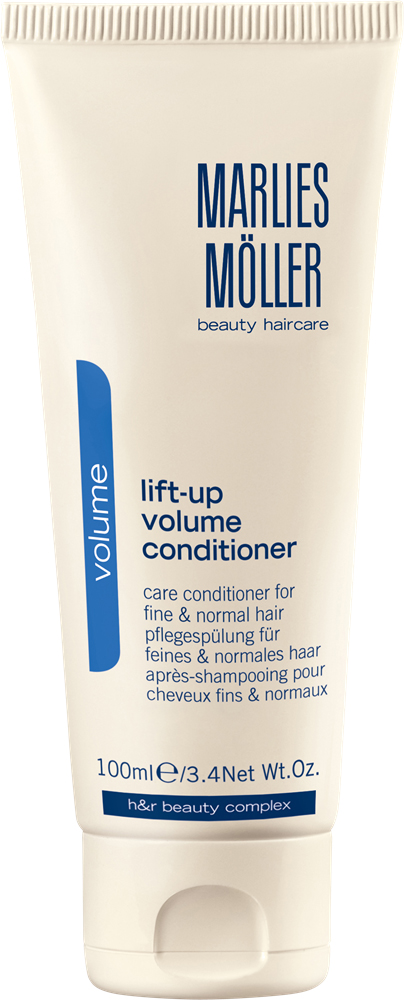 MARLIES
MÖLLER
beauty haircare
volume
lift-up
volume
conditioner
care conditioner for
fine & normal hair
pflegespülung für
feines & normales haar
après-shampooing pour
cheveux fins & normaux
100ml℮/3.4Net Wt.Oz.
h&r beauty complex